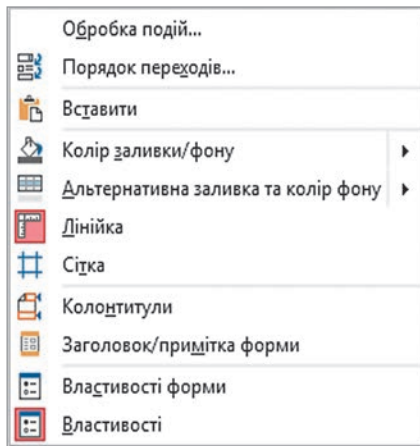 Обробка подій...
Порядок переходів...
Вставити
Колір заливки/фону
Альтернативна заливка та колір фону
Лінійка
Сітка
Колонтитули
Заголовок/примітка форми
Властивості форми
Властивості